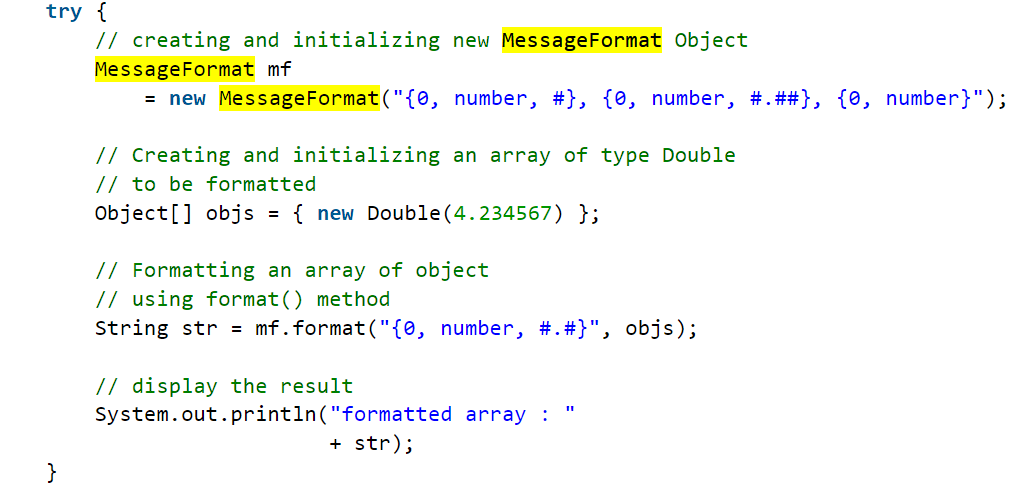 try {
// creating and initializing new MessageFormat Object
MessageFormat mf
= new MessageFormat("{0, number, #}, {0, number, #.##}, {0, number}");
// Creating and initializing an array of type Double
// to be formatted
Object[] objs = { new Double(4.234567) };
// Formatting an array of object
// using format() method
String str = mf.format("{0, number, #.#}", objs);
// display the result
System.out.println("formatted array : "
+ str);
}